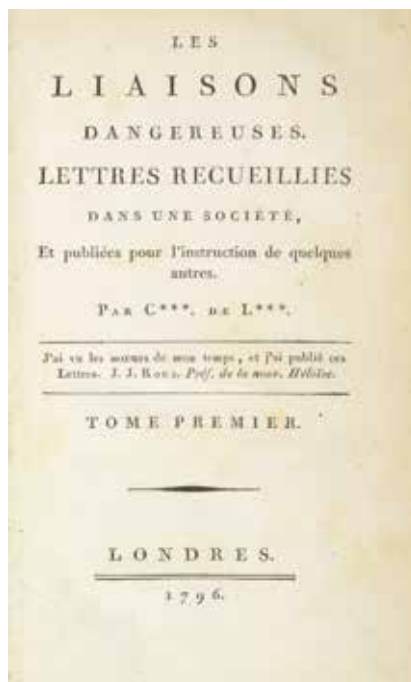 LES
LIAISONS
DANGEREUSES.
LETTRES RECUEILLIES
DANS UNE SOCIÉTÉ,
Et publiées pour l'instruction de quelques
autres.
PAR C***. DE L***.
J'ai vu les mœurs de mon temps, et j'ai publié ces
Lettres. J. J. ROUS. Préf. de la nouv. Héloïse.
TOME PREMIER.
LONDRES.
1796.